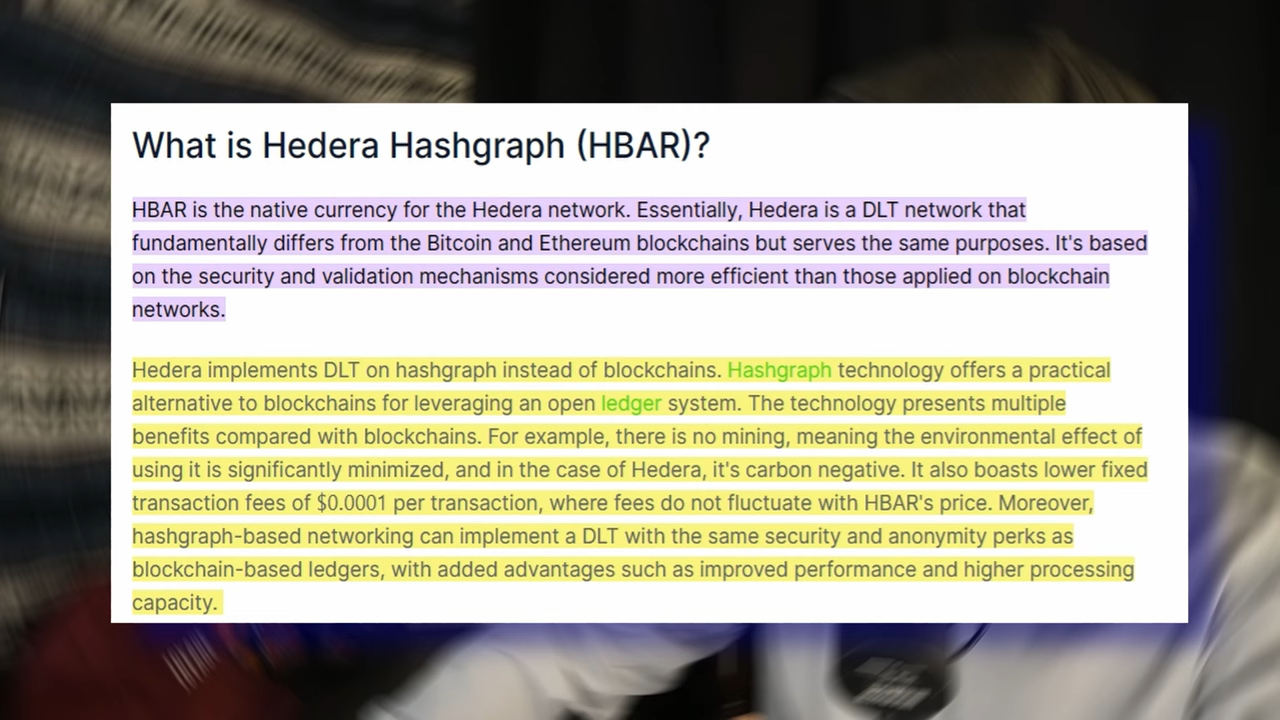 What is Hedera Hashgraph (HBAR)?
HBAR is the native currency for the Hedera network. Essentially, Hedera is a DLT network that
fundamentally differs from the Bitcoin and Ethereum blockchains but serves the same purposes. It's based
on the security and validation mechanisms considered more efficient than those applied on blockchain
networks.
Hedera implements DLT on hashgraph instead of blockchains. Hashgraph technology offers a practical
alternative to blockchains for leveraging an open ledger system. The technology presents multiple
benefits compared with blockchains. For example, there is no mining, meaning the environmental effect of
using it is significantly minimized, and in the case of Hedera, it's carbon negative. It also boasts lower fixed
transaction fees of $0.0001 per transaction, where fees do not fluctuate with HBAR's price. Moreover,
hashgraph-based networking can implement a DLT with the same security and anonymity perks as
blockchain-based ledgers, with added advantages such as improved performance and higher processing
capacity.